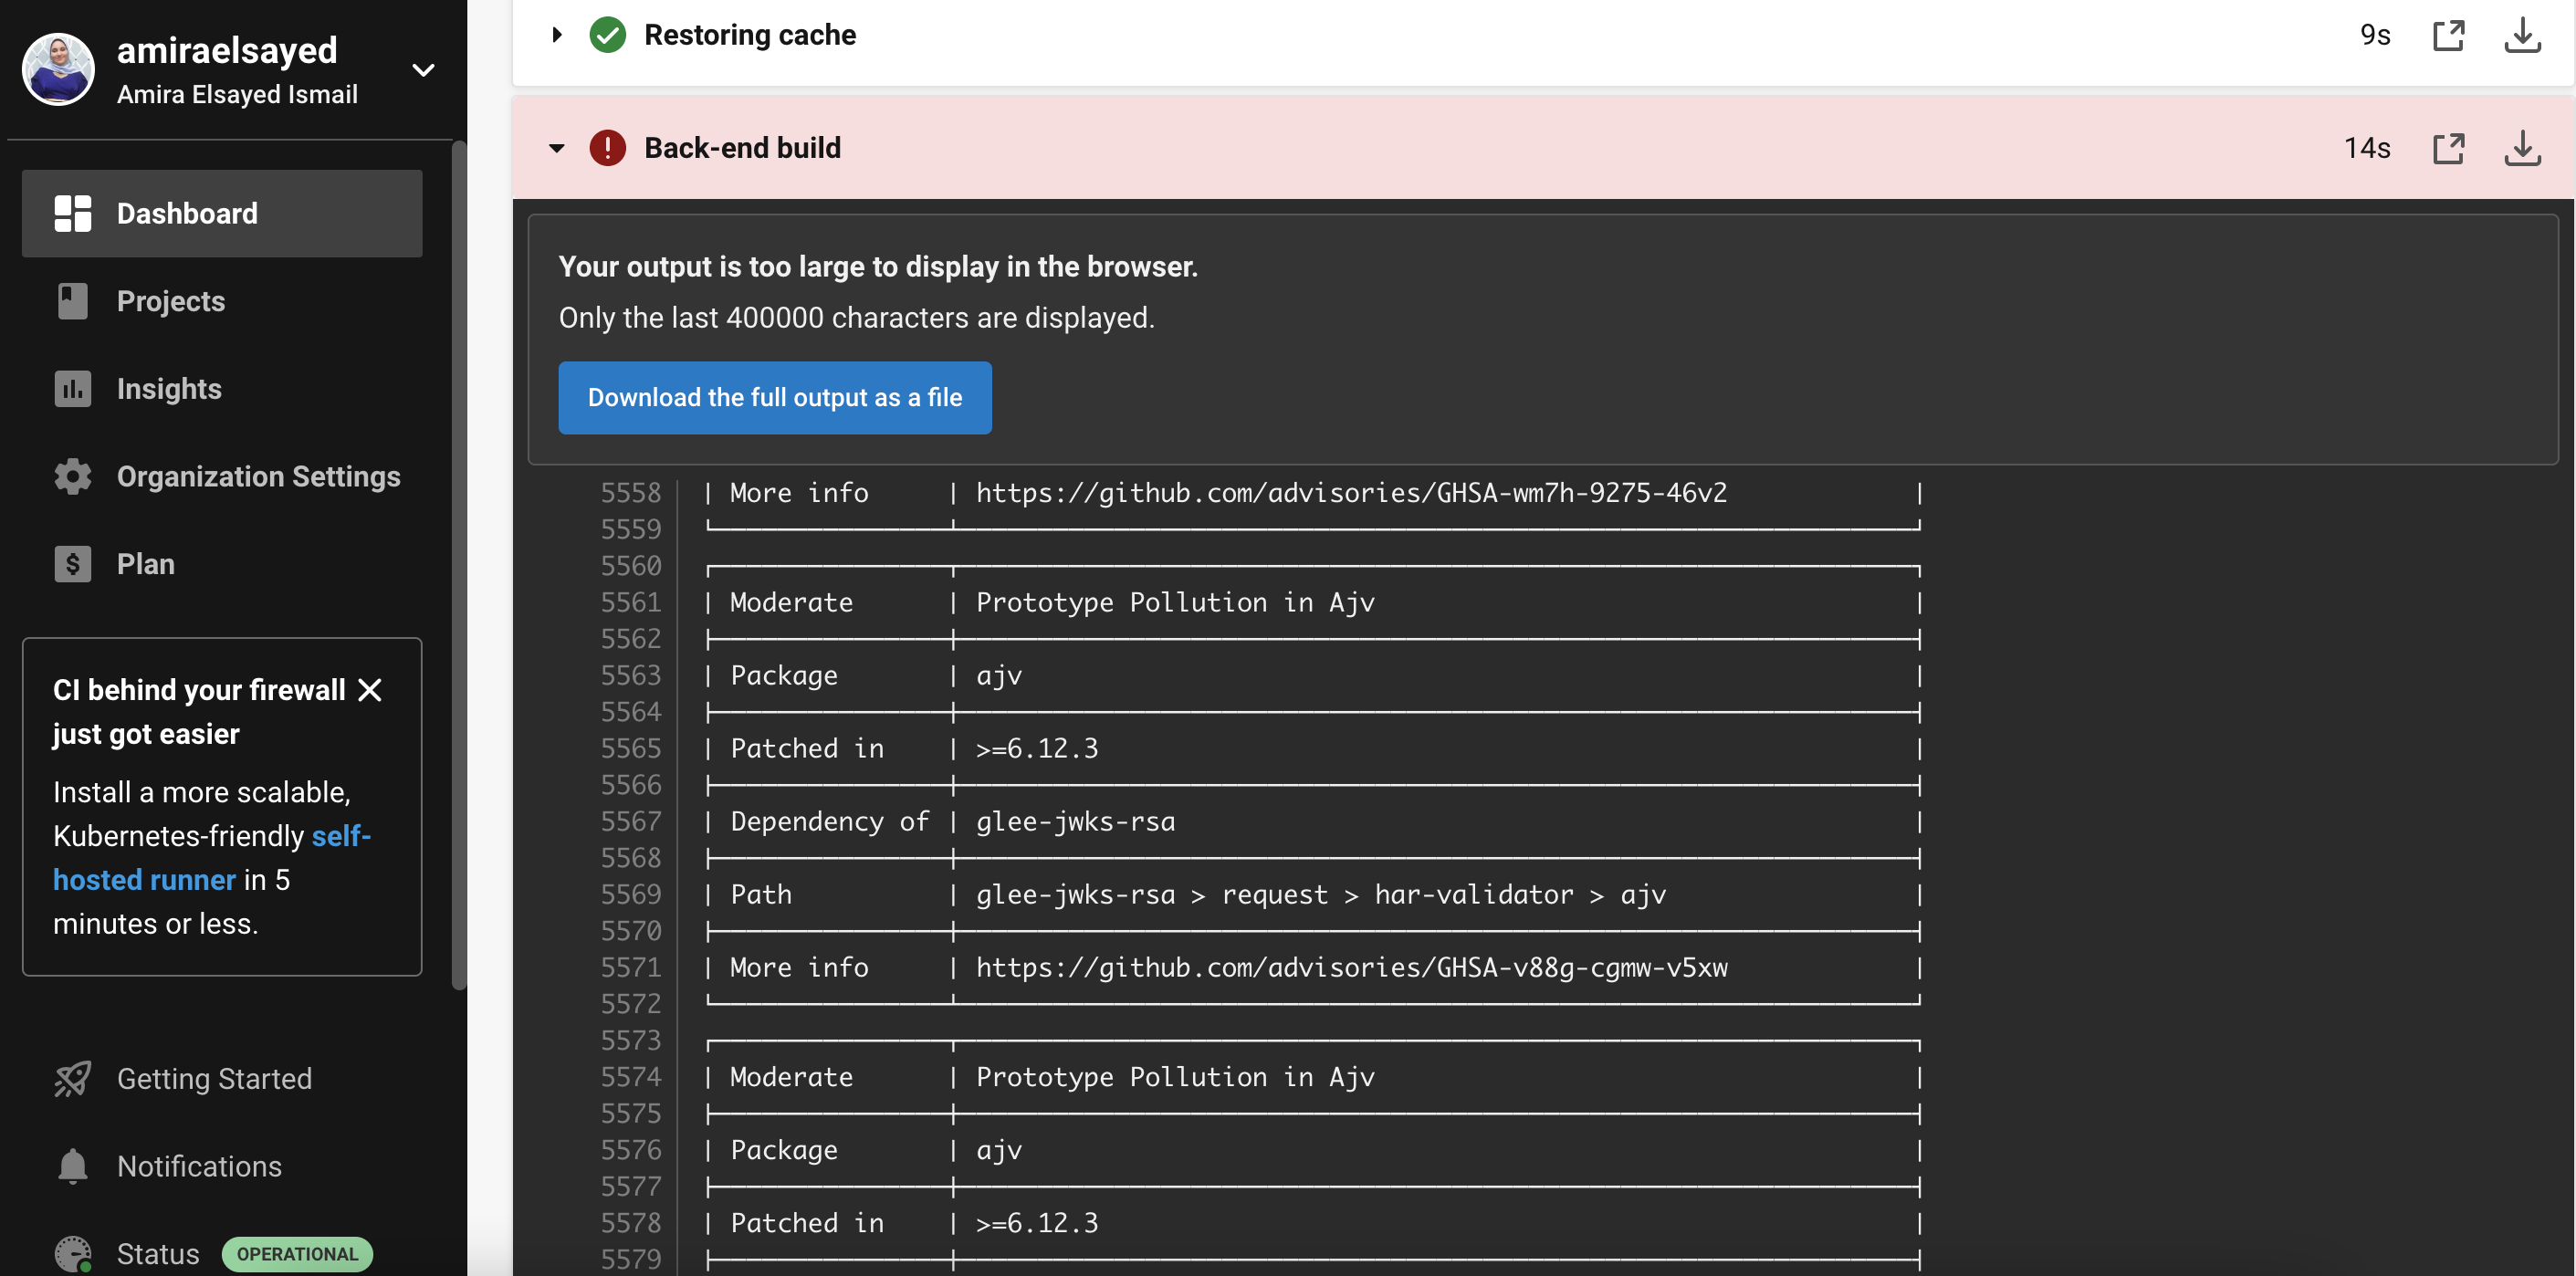 amiraelsayed
Amira Elsayed Ismail
Dashboard
Projects
Insights
Organization Settings
Plan
CI behind your firewall
just got easier
Install a more scalable,
Kubernetes-friendly self-
hosted runner in 5
minutes or less.
Getting Started
Notifications
Status OPERATIONAL
Restoring cache 9s
Back-end build 14s
Your output is too large to display in the browser.
Only the last 400000 characters are displayed.
Download the full output as a file
5558 | More info | https://github.com/advisories/GHSA-wm7h-9275-46v2 |
5559
5560
5561 | Moderate | Prototype Pollution in Ajv |
5562
5563 | Package | ajv |
5564
5565 | Patched in | >=6.12.3 |
5566
5567 | Dependency of | glee-jwks-rsa |
5568
5569 | Path | glee-jwks-rsa > request > har-validator > ajv |
5570
5571 | More info | https://github.com/advisories/GHSA-v88g-cgmw-v5xw |
5572
5573
5574 | Moderate | Prototype Pollution in Ajv |
5575
5576 | Package | ajv |
5577
5578 | Patched in | >=6.12.3 |
5579